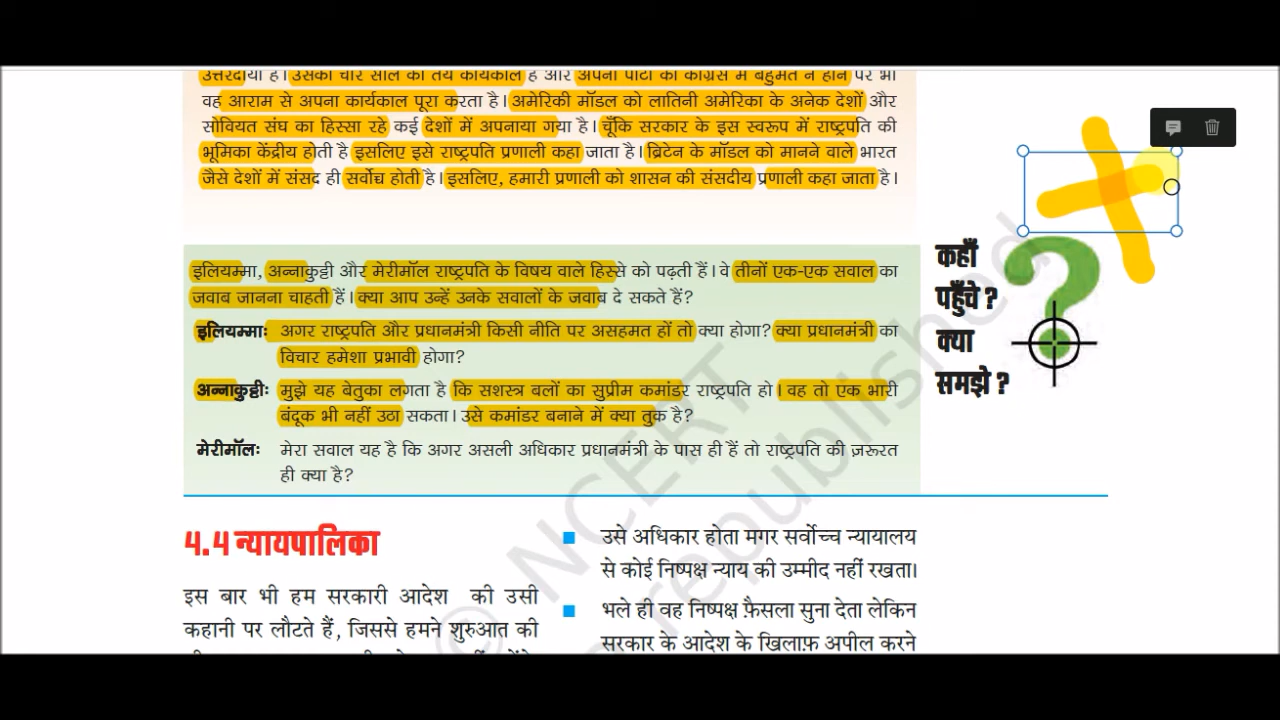 उत्तरदायी है। उसका चार साल का तय कार्यकाल है और अपनी पार्टी का कांग्रेस में बहुमत न होने पर भी
वह आराम से अपना कार्यकाल पूरा करता है। अमेरिकी मॉडल को लातिनी अमेरिका के अनेक देशों और
सोवियत संघ का हिस्सा रहे कई देशों में अपनाया गया है। चूँकि सरकार के इस स्वरूप में राष्ट्रपति की
भूमिका केंद्रीय होती है इसलिए इसे राष्ट्रपति प्रणाली कहा जाता है। ब्रिटेन के मॉडल को मानने वाले भारत
जैसे देशों में संसद ही सर्वोच्च होती है। इसलिए, हमारी प्रणाली को शासन की संसदीय प्रणाली कहा जाता है।
इलियम्मा, अन्नाकुट्टी और मेरीमॉल राष्ट्रपति के विषय वाले हिस्से को पढ़ती हैं। वे तीनों एक-एक सवाल का
जवाब जानना चाहती हैं। क्या आप उन्हें उनके सवालों के जवाब दे सकते हैं?
इलियम्माः अगर राष्ट्रपति और प्रधानमंत्री किसी नीति पर असहमत हों तो क्या होगा? क्या प्रधानमंत्री का
विचार हमेशा प्रभावी होगा?
अन्नाकुट्टीः मुझे यह बेतुका लगता है कि सशस्त्र बलों का सुप्रीम कमांडर राष्ट्रपति हो। वह तो एक भारी
बंदूक भी नहीं उठा सकता। उसे कमांडर बनाने में क्या तुक है?
मेरीमॉलः मेरा सवाल यह है कि अगर असली अधिकार प्रधानमंत्री के पास ही हैं तो राष्ट्रपति की ज़रूरत
ही क्या है?
कहाँ
पहुँचे?
क्या
समझे?
4.4 न्यायपालिका
इस बार भी हम सरकारी आदेश की उसी
कहानी पर लौटते हैं, जिससे हमने शुरुआत की
उसे अधिकार होता मगर सर्वोच्च न्यायालय
से कोई निष्पक्ष न्याय की उम्मीद नहीं रखता।
भले ही वह निष्पक्ष फ़ैसला सुना देता लेकिन
सरकार के आदेश के खिलाफ़ अपील करने
© NCERT
republished